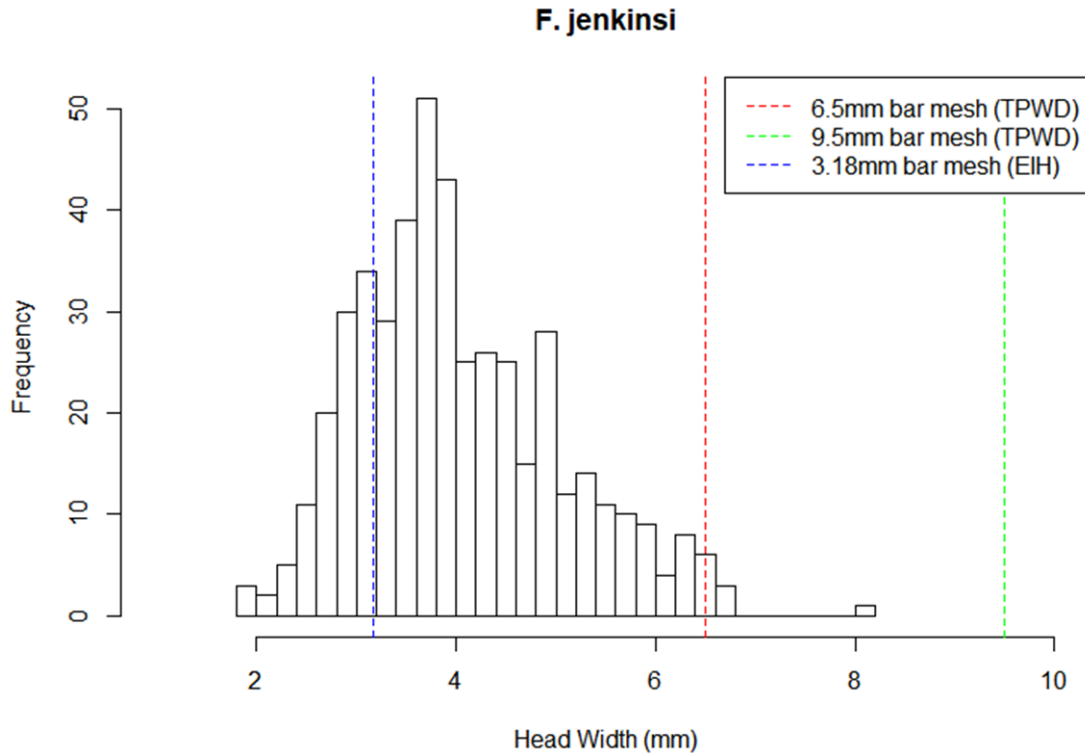 F. jenkinsi
6.5mm bar mesh (TPWD)
9.5mm bar mesh (TPWD)
3.18mm bar mesh (EIH)
Frequency
50
40
30
20
10
0
2 4 6 8 10
Head Width (mm)